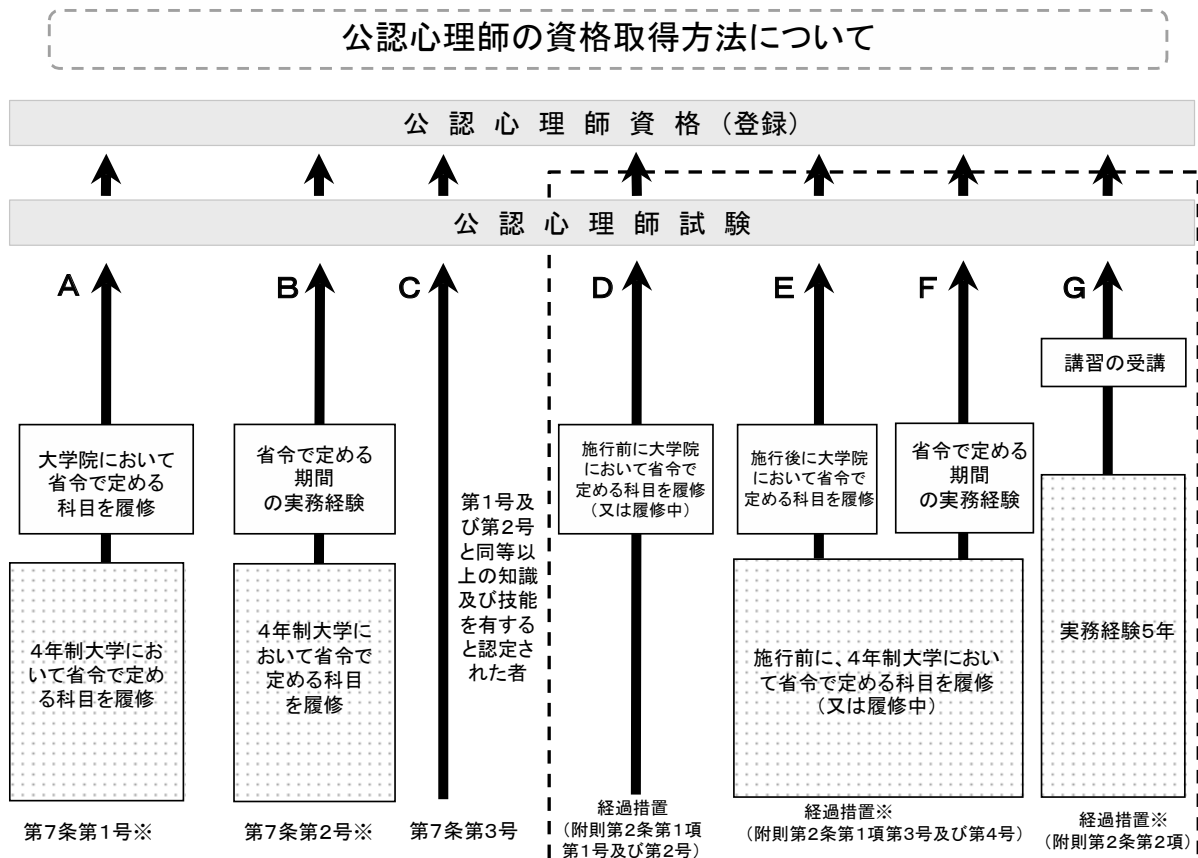 公認心理師の資格取得方法について
公認心理師資格（登録）
公認心理師試験
A
B
C
D
E
F
G
講習の受講
大学院において
省令で定める
科目を履修
省令で定める
期間
の実務経験
第1号及
び第2号
と同等以
上の知識
及び技能
を有する
と認定さ
れた者
施行前に大学院
において省令で
定める科目を履修
（又は履修中）
施行後に大学院
において省令で
定める科目を履修
省令で定める
期間
の実務経験
4年制大学にお
いて省令で定め
る科目を履修
4年制大学に
おいて省令で
定める科目
を履修
施行前に、4年制大学におい
て省令で定める科目を履修
（又は履修中）
実務経験5年
第7条第1号※
第7条第2号※
第7条第3号
経過措置
（附則第2条第1項
第1号及び第2号）
経過措置※
（附則第2条第1項第3号及び第4号）
経過措置※
（附則第2条第2項）